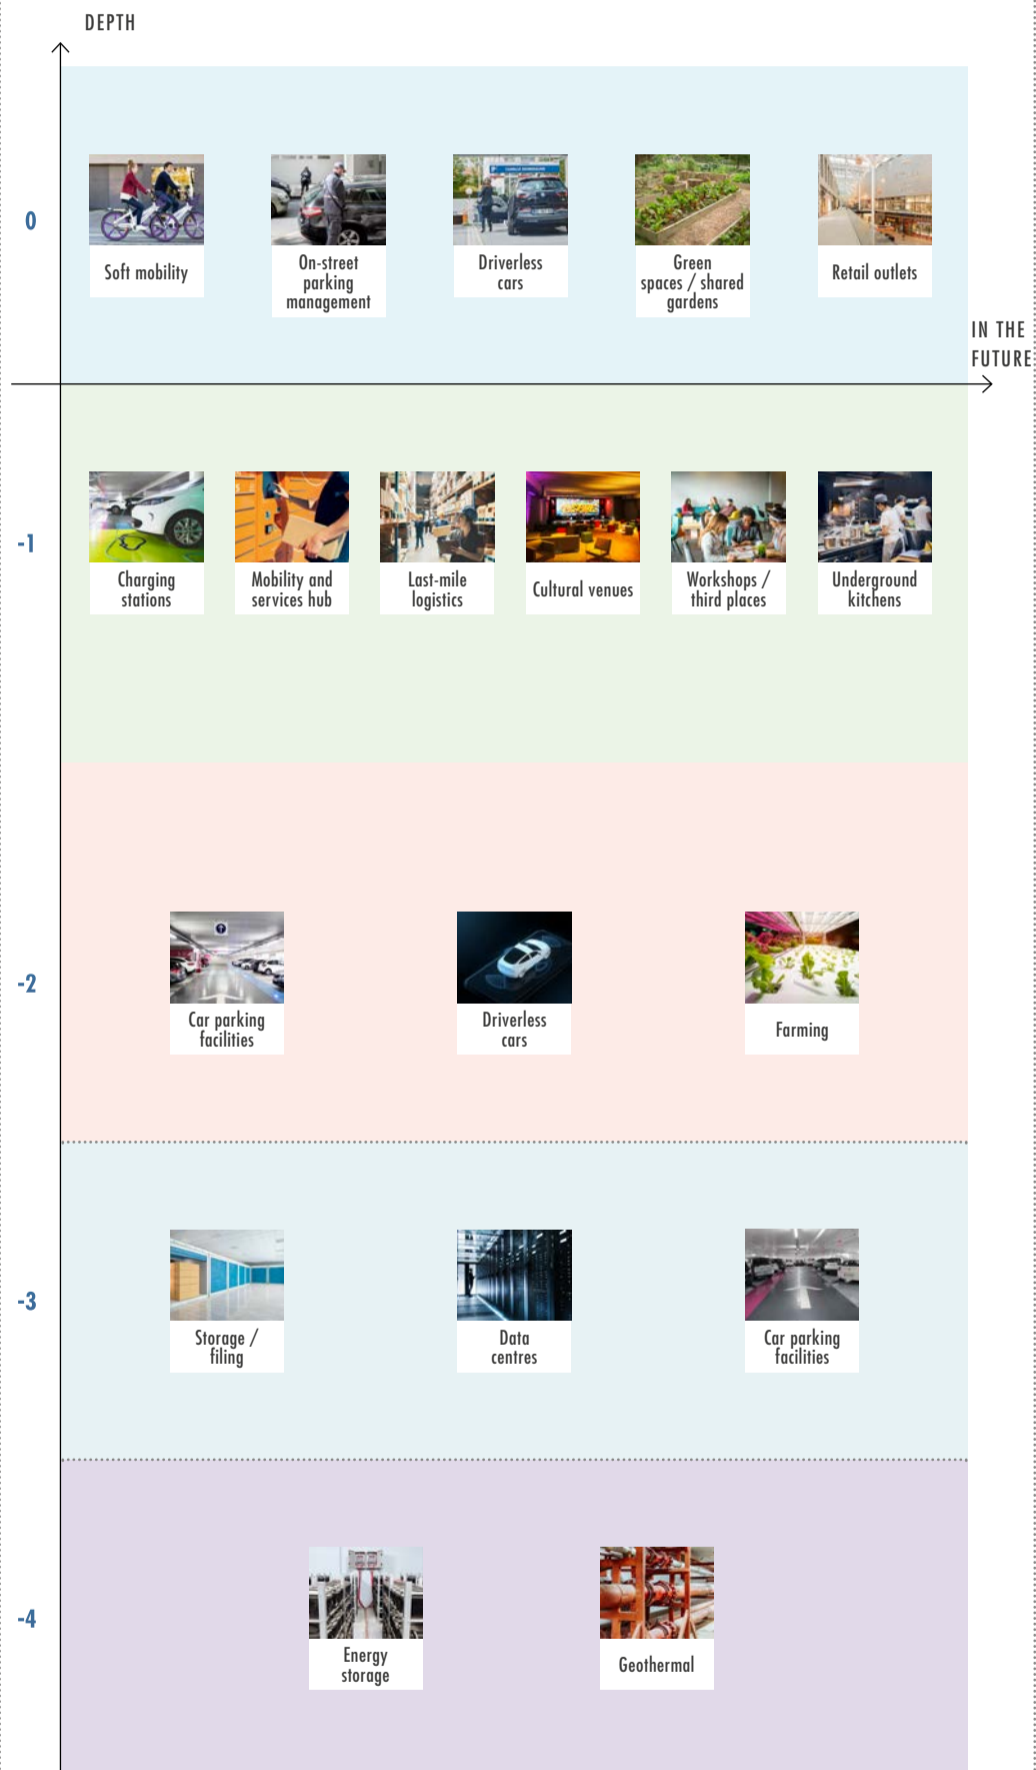 DEPTH
0
Soft mobility
On-street
parking
management
Driverless
cars
Green
spaces / shared
gardens
Retail outlets
IN THE
FUTURE
-1
Charging
stations
Mobility and
services hub
Last-mile
logistics
Cultural venues
Workshops /
third places
Underground
kitchens
-2
Car parking
facilities
Driverless
cars
Farming
-3
Storage /
filing
Data
centres
Car parking
facilities
-4
Energy
storage
Geothermal